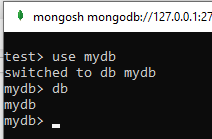 mongosh mongodb://127.0.0.1:27
test> use mydb
switched to db mydb
mydb> db
mydb
mydb>